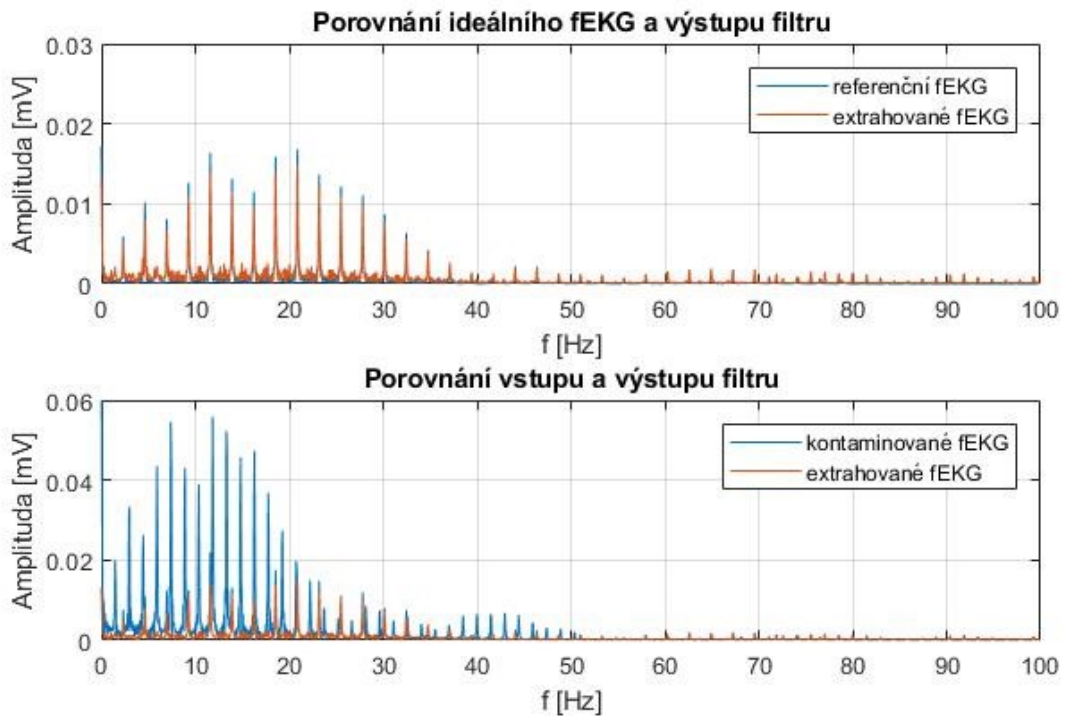 Porovnání ideálního fEKG a výstupu filtru
0.03
0.02
0.01
0
Amplituda [mV]
referenční fEKG
extrahované fEKG
0 10 20 30 40 50 60 70 80 90 100
f [Hz]
Porovnání vstupu a výstupu filtru
0.06
0.04
0.02
0
Amplituda [mV]
kontaminované fEKG
extrahované fEKG
0 10 20 30 40 50 60 70 80 90 100
f [Hz]